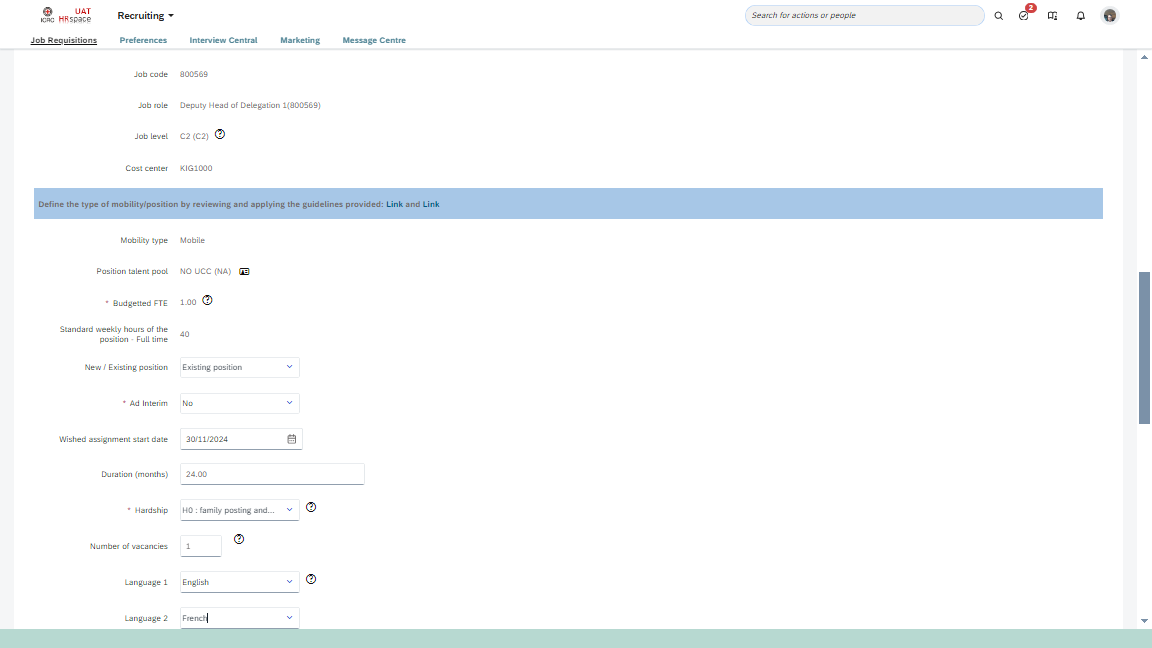 ICRC
UAT
HRspace
Recruiting
Search for actions or people
2
Job Requisitions
Preferences
Interview Central
Marketing
Message Centre
Job code 800569
Job role Deputy Head of Delegation 1(800569)
Job level C2 (C2)
Cost center KIG1000
Define the type of mobility/position by reviewing and applying the guidelines provided: Link and Link
Mobility type Mobile
Position talent pool NO UCC (NA)
* Budgetted FTE 1.00
Standard weekly hours of the
position - Full time 40
New / Existing position Existing position
* Ad Interim No
Wished assignment start date 30/11/2024
Duration (months) 24.00
* Hardship H0 : family posting and...
Number of vacancies 1
Language 1 English
Language 2 French